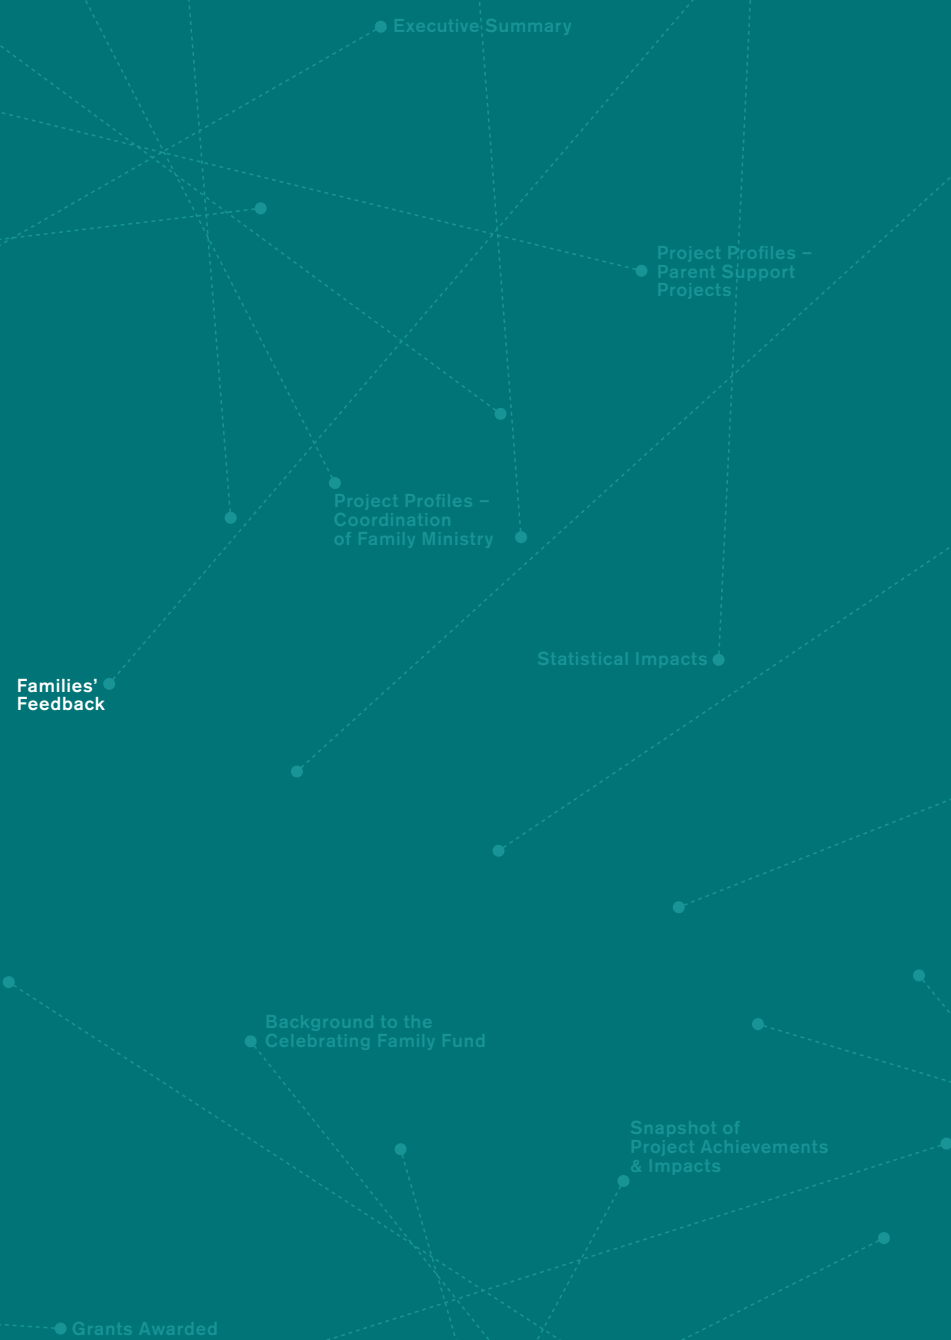 Executive Summary
Project Profiles –
Parent Support
Projects
Project Profiles –
Coordination
of Family Ministry
Statistical Impacts
Families’
Feedback
Background to the
Celebrating Family Fund
Snapshot of
Project Achievements
& Impacts
Grants Awarded